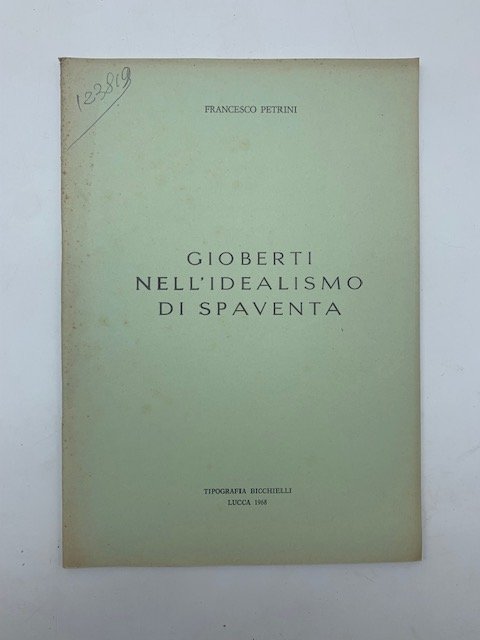 123819
FRANCESCO PETRINI
GIOBERTI
NELL'IDEALISMO
DI SPAVENTA
TIPOGRAFIA BICCHIELLI
LUCCA 1968